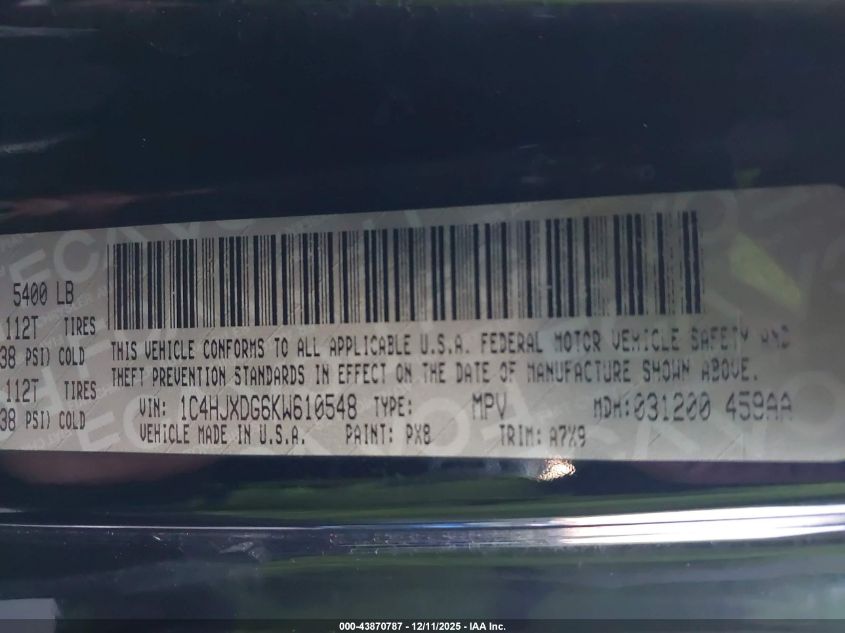 5400 LB
112T TIRES
38 PSI) COLD
112T TIRES
38 PSI) COLD
THIS VEHICLE CONFORMS TO ALL APPLICABLE U.S.A. FEDERAL MOTOR VEHICLE SAFETY AND
THEFT PREVENTION STANDARDS IN EFFECT ON THE DATE OF MANUFACTURE SHOWN ABOVE.
VIN: 1C4HJXDG6KW610548 TYPE: MPV MDH:031200 459AA
VEHICLE MADE IN U.S.A. PAINT: PX8 TRIM: A7X9
000-43870787 - 12/11/2025 - IAA Inc.